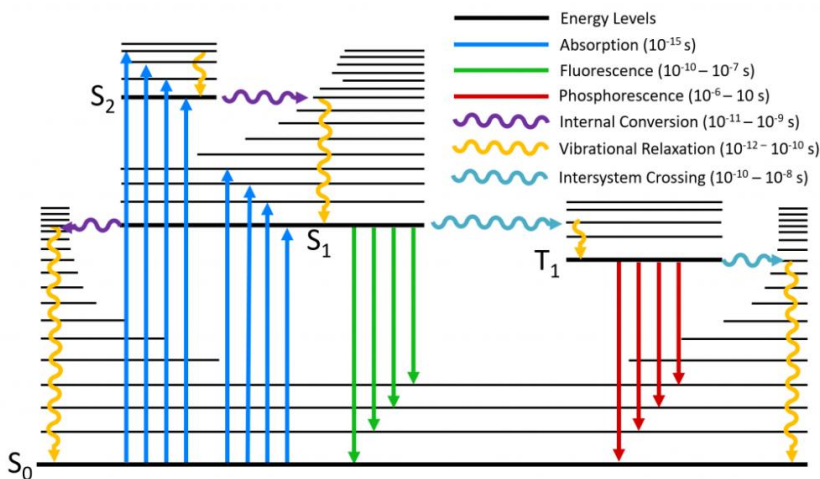 Energy Levels
Absorption (10⁻¹⁵ s)
Fluorescence (10⁻¹⁰ – 10⁻⁷ s)
Phosphorescence (10⁻⁶ - 10 s)
Internal Conversion (10⁻¹¹ – 10⁻⁹ s)
Vibrational Relaxation (10⁻¹² – 10⁻¹⁰ s)
Intersystem Crossing (10⁻¹⁰ – 10⁻⁸ s)
S₂
S₁
T₁
S₀